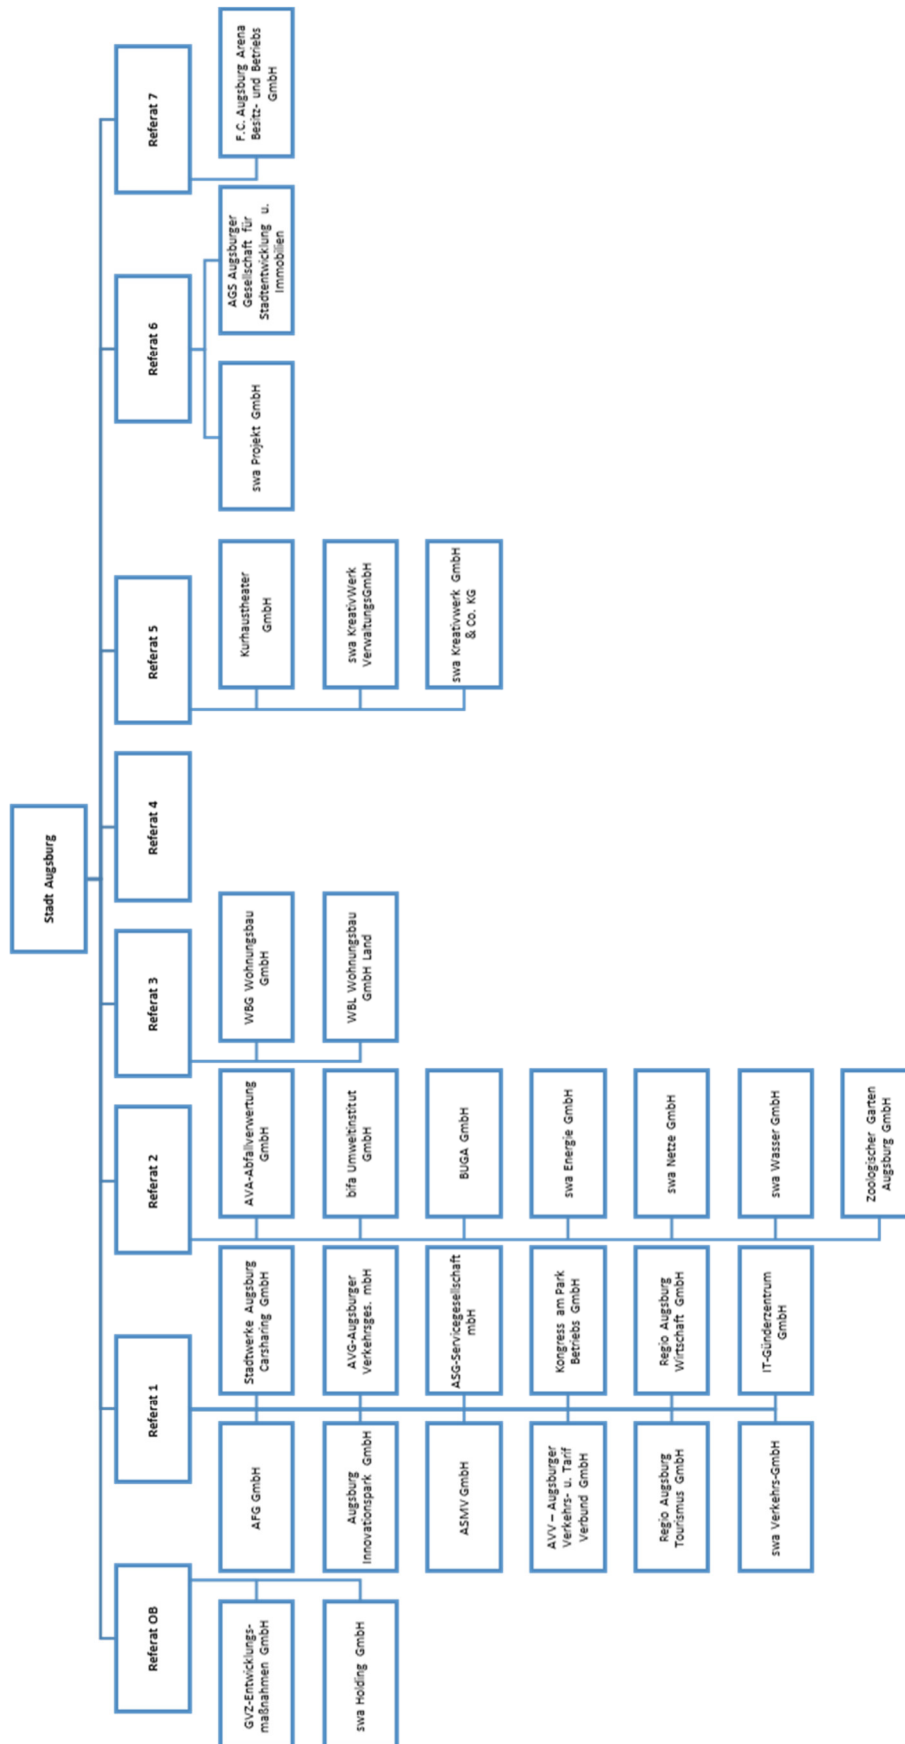 Stadt Augsburg
Referat OB
GVZ-Entwicklungs-
maßnahmen GmbH
swa Holding GmbH
Referat 1
AFG GmbH
Stadtwerke Augsburg
Carsharing GmbH
Augsburg
Innovationspark GmbH
AVG-Augsburger
Verkehrsges. mbH
ASMV GmbH
ASG-Servicegesellschaft
mbH
AVV – Augsburger
Verkehrs- u. Tarif
Verbund GmbH
Kongress am Park
Betriebs GmbH
Regio Augsburg
Tourismus GmbH
Regio Augsburg
Wirtschaft GmbH
swa Verkehrs-GmbH
IT-Günderzentrum
GmbH
Referat 2
AVA-Abfallverwertung
GmbH
bifa Umweltinstitut
GmbH
BUGA GmbH
swa Energie GmbH
swa Netze GmbH
swa Wasser GmbH
Zoologischer Garten
Augsburg GmbH
Referat 3
WBG Wohnungsbau
GmbH
WBL Wohnungsbau
GmbH Land
Referat 4
Referat 5
Kurhaustheater
GmbH
swa KreativWerk
VerwaltungsGmbH
swa Kreativwerk GmbH
& Co. KG
Referat 6
swa Projekt GmbH
AGS Augsburger
Gesellschaft für
Stadtentwicklung u.
Immobilien
Referat 7
F.C. Augsburg Arena
Besitz- und Betriebs
GmbH